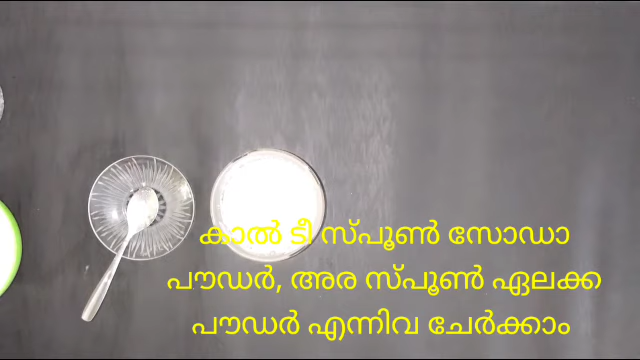 കാൽ ടീ സ്പൂൺ സോഡാ
പൗഡർ, അര സ്പൂൺ ഏലക്ക
പൗഡർ എന്നിവ ചേർക്കാം